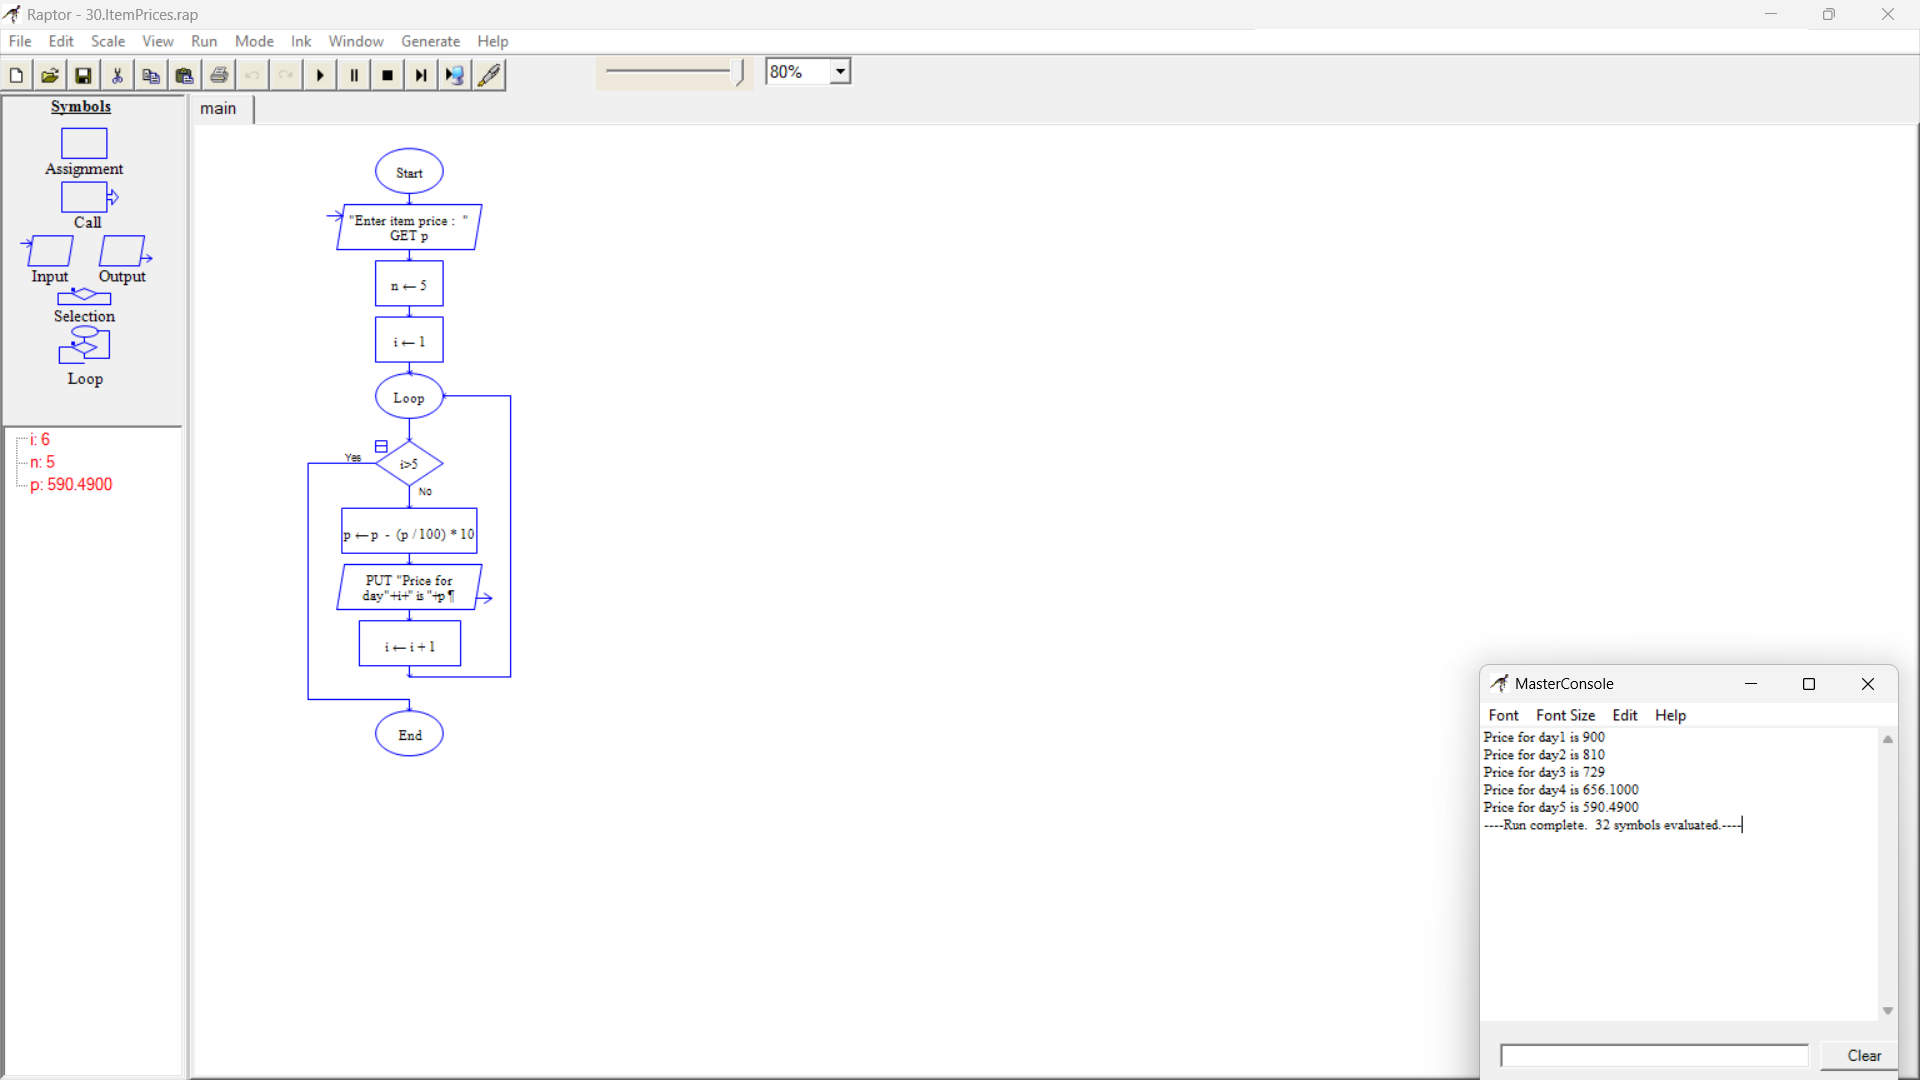 Raptor - 30.ItemPrices.rap
File Edit Scale View Run Mode Ink Window Generate Help
80%
Symbols
Assignment
Call
Input Output
Selection
Loop
i: 6
n: 5
p: 590.4900
main
Start
"Enter item price :  "
GET p
n ← 5
i ← 1
Loop
Yes
i>5
No
p ← p - (p / 100) * 10
PUT "Price for
day"+i+" is "+p ¶
i ← i + 1
End
MasterConsole
Font Font Size Edit Help
Price for day1 is 900
Price for day2 is 810
Price for day3 is 729
Price for day4 is 656.1000
Price for day5 is 590.4900
----Run complete.  32 symbols evaluated.----
Clear